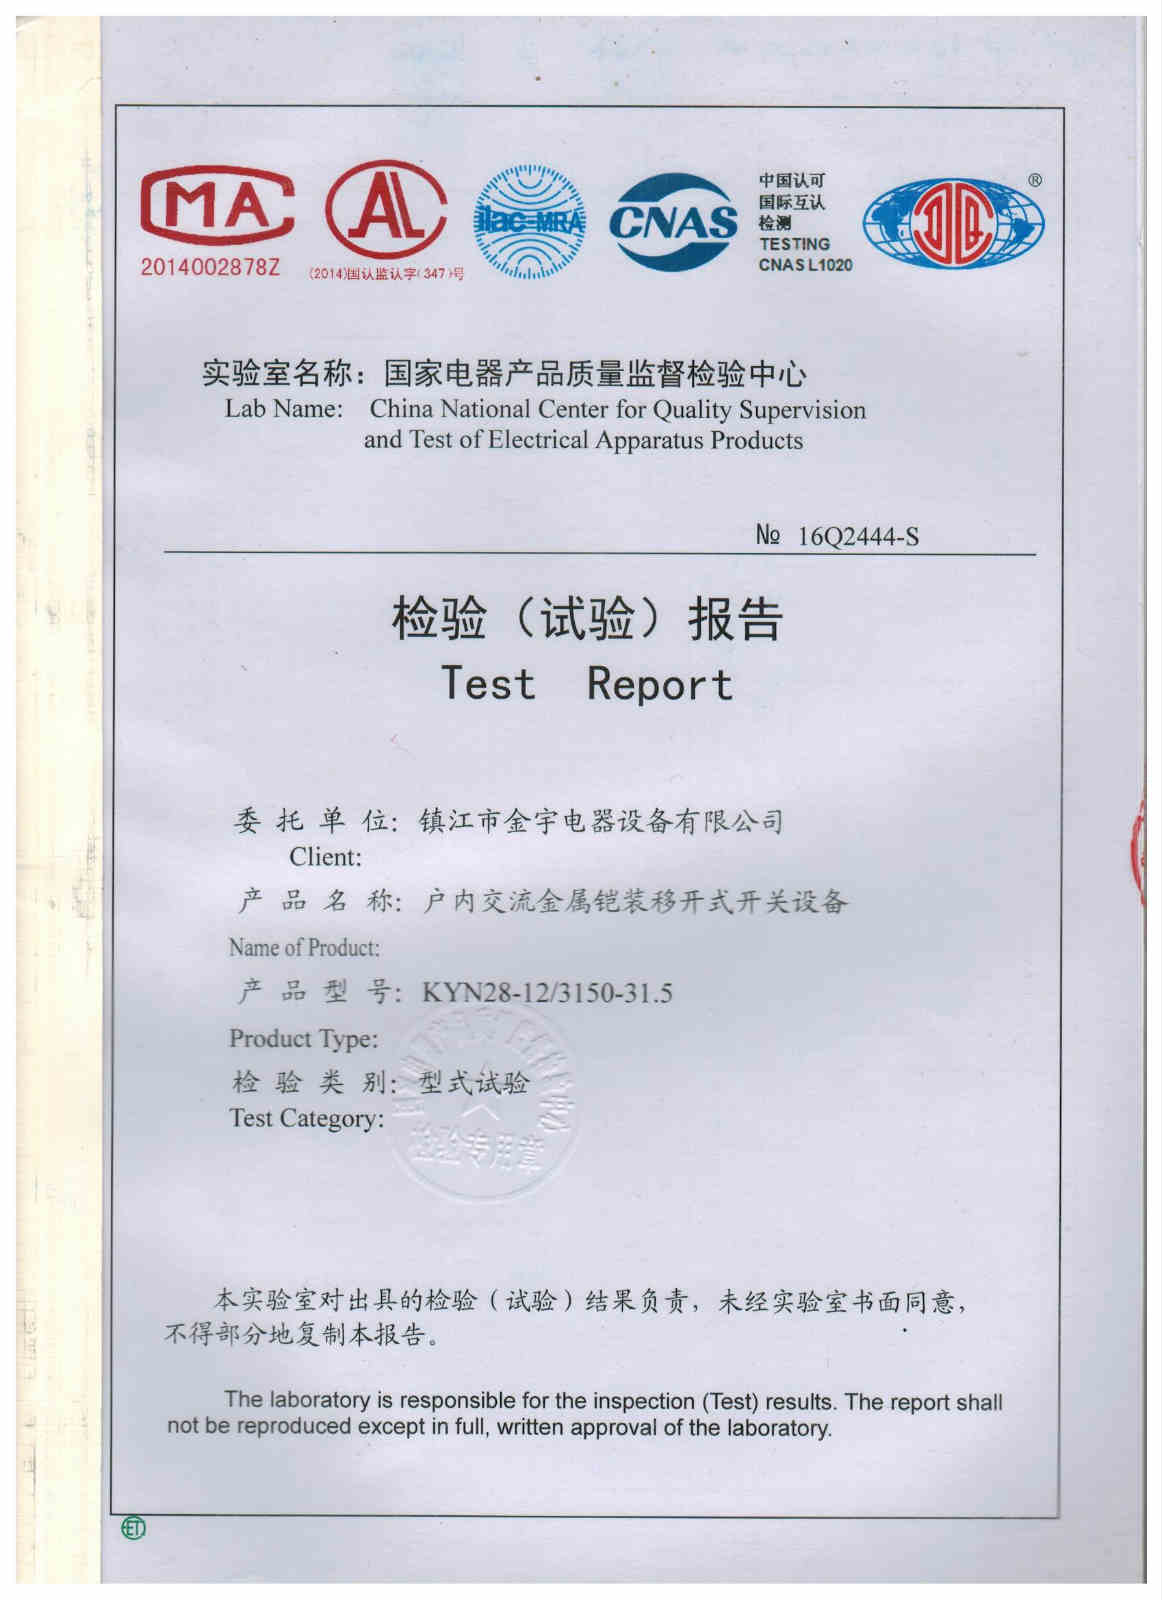 MA
AL
ilac-MRA
CNAS
中国认可
国际互认
检测
TESTING
CNAS L1020
®
2014002878Z
(2014)国认监认字(347)号
实验室名称：国家电器产品质量监督检验中心
Lab Name: China National Center for Quality Supervision
and Test of Electrical Apparatus Products
№ 16Q2444-S
检验（试验）报告
Test Report
委托单位：镇江市金宇电器设备有限公司
Client:
产品名称：户内交流金属铠装移开式开关设备
Name of Product:
产品型号：KYN28-12/3150-31.5
Product Type:
检验类别：型式试验
Test Category:
检验专用章
本实验室对出具的检验（试验）结果负责，未经实验室书面同意，
不得部分地复制本报告。
The laboratory is responsible for the inspection (Test) results. The report shall
not be reproduced except in full, written approval of the laboratory.